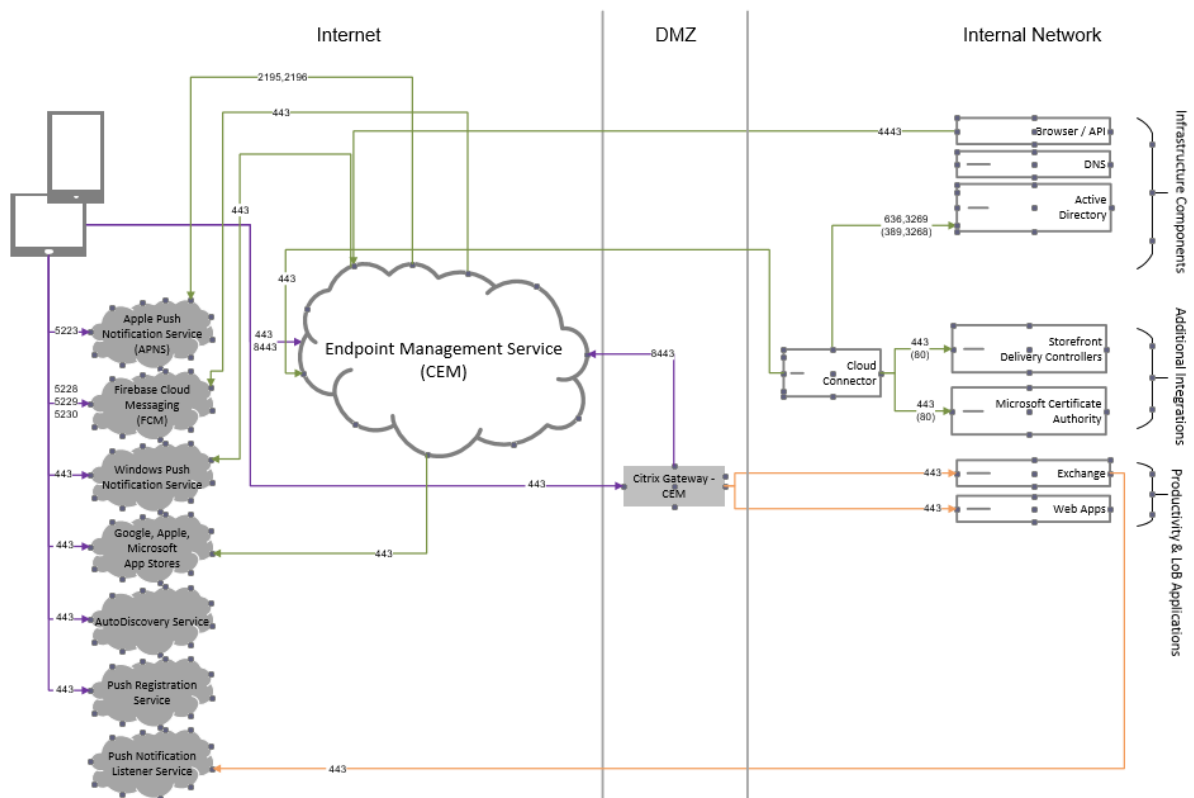 Internet
DMZ
Internal Network
2195,2196
443
4443
443
443
443
8443
443
5223
5228
5229
5230
443
443
443
443
Apple Push
Notification Service
(APNS)
Firebase Cloud
Messaging
(FCM)
Windows Push
Notification Service
Google, Apple,
Microsoft
App Stores
AutoDiscovery Service
Push Registration
Service
Push Notification
Listener Service
Endpoint Management Service
(CEM)
443
443
443
8443
Citrix Gateway -
CEM
Cloud
Connector
636,3269
(389,3268)
443
(80)
443
(80)
443
443
Browser / API
DNS
Active
Directory
Storefront
Delivery Controllers
Microsoft Certificate
Authority
Exchange
Web Apps
Infrastructure Components
Additional Integrations
Productivity & LoB Applications